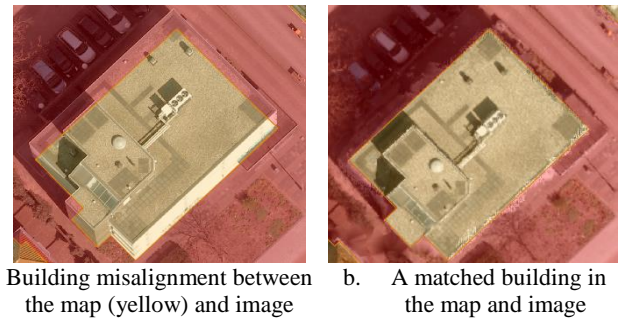 Building misalignment between
the map (yellow) and image
b. A matched building in
the map and image